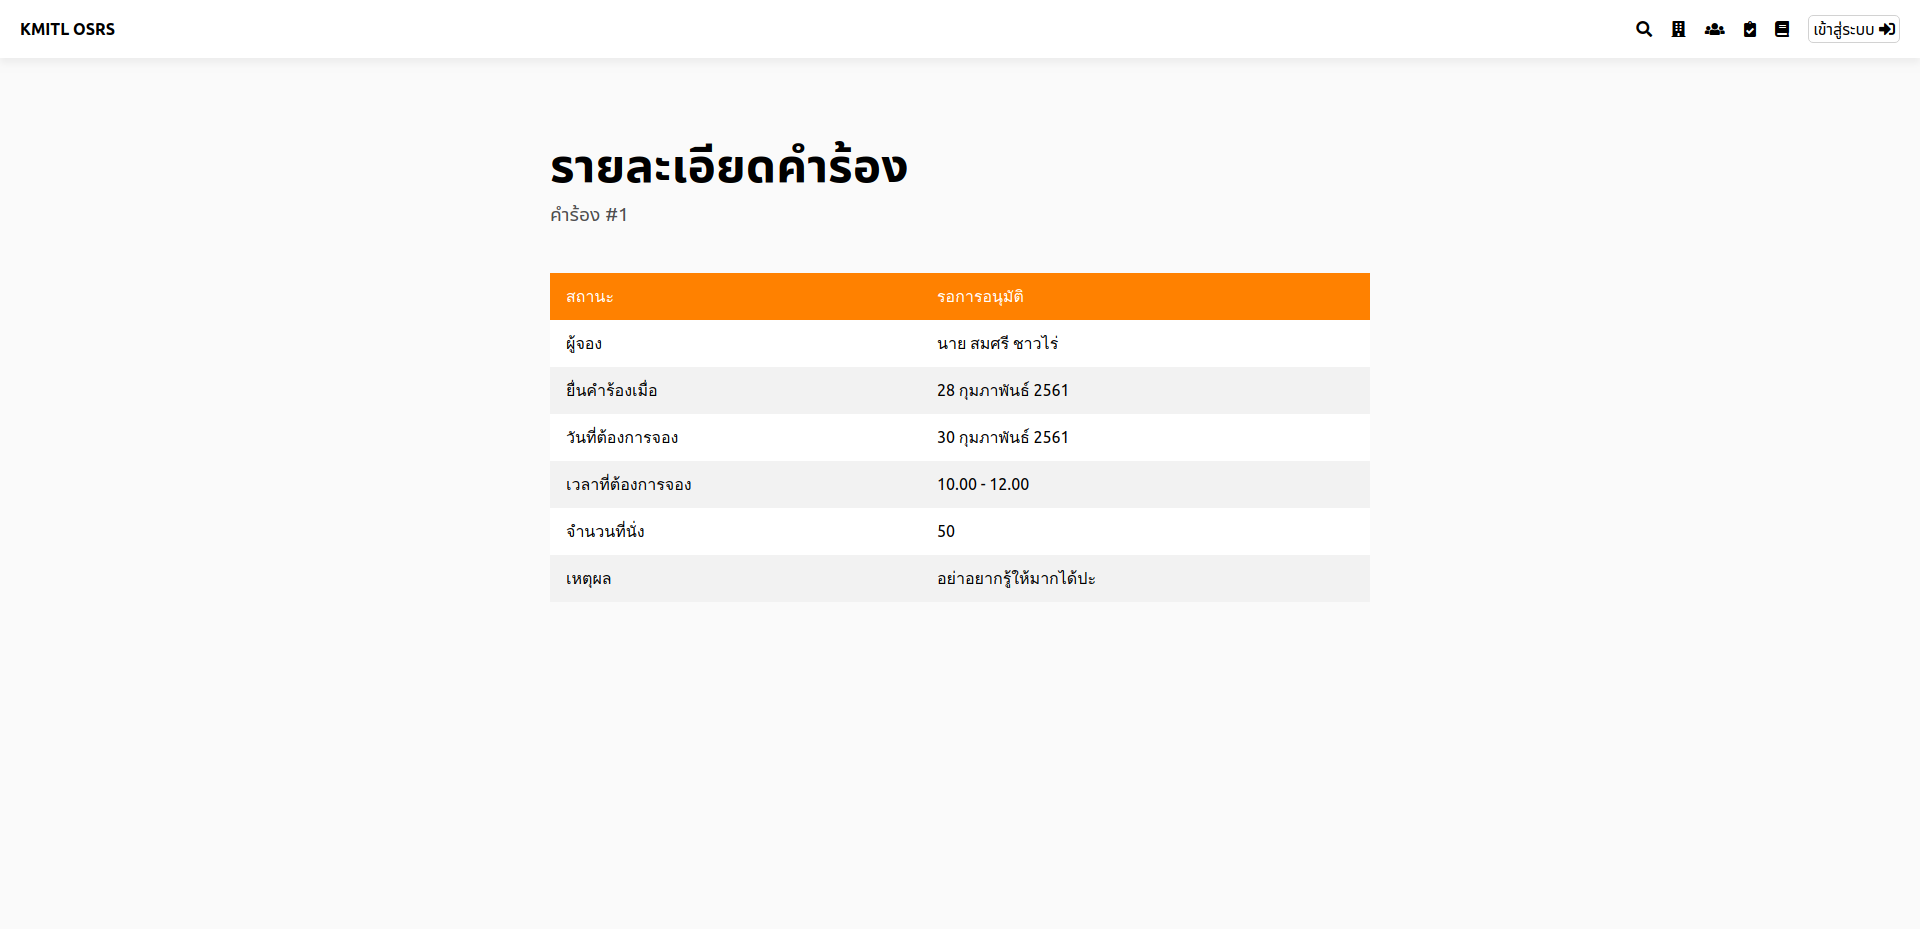 KMITL OSRS
เข้าสู่ระบบ
รายละเอียดคำร้อง
คำร้อง #1
สถานะ รอการอนุมัติ
ผู้จอง นาย สมศรี ชาวไร่
ยื่นคำร้องเมื่อ 28 กุมภาพันธ์ 2561
วันที่ต้องการจอง 30 กุมภาพันธ์ 2561
เวลาที่ต้องการจอง 10.00 - 12.00
จำนวนที่นั่ง 50
เหตุผล อย่าอยากรู้ให้มากได้ปะ